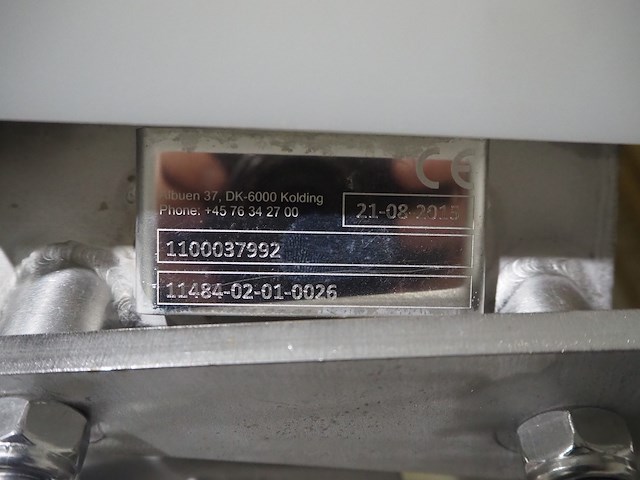 CE
Albuen 37, DK-6000 Kolding
Phone: +45 76 34 27 00
21-08-2015
1100037992
11484-02-01-0026